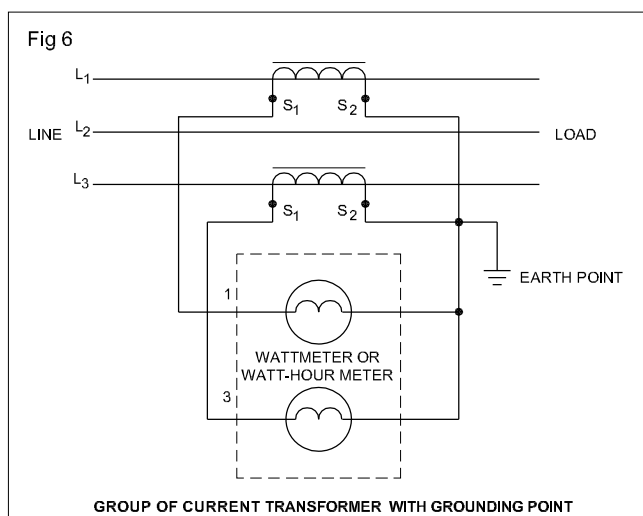 Fig 6
L1
S1 S2
LINE L2 LOAD
L3
S1 S2
EARTH POINT
1
WATTMETER OR
WATT-HOUR METER
3
GROUP OF CURRENT TRANSFORMER WITH GROUNDING POINT